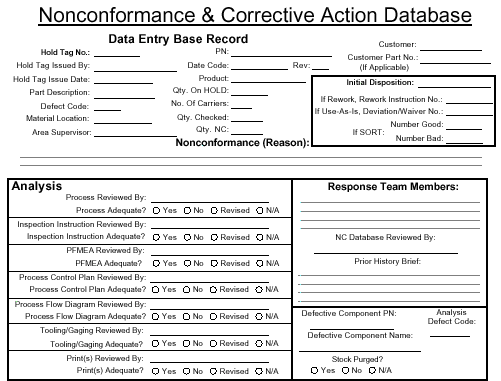 Nonconformance & Corrective Action Database
Data Entry Base Record
Hold Tag No.:
Hold Tag Issued By:
Hold Tag Issue Date:
Part Description:
Defect Code:
Material Location:
Area Supervisor:
PN:
Date Code:
Rev:
Product:
Qty. On HOLD:
No. Of Carriers:
Qty. Checked:
Qty. NC:
Customer:
Customer Part No.:
(If Applicable)
Initial Disposition:
If Rework, Rework Instruction No.:
If Use-As-Is, Deviation/Waiver No.:
If SORT:
Number Good:
Number Bad:
Nonconformance (Reason):
Analysis
Process Reviewed By:
Process Adequate? Yes No Revised N/A
Inspection Instruction Reviewed By:
Inspection Instruction Adequate? Yes No Revised N/A
PFMEA Reviewed By:
PFMEA Adequate? Yes No Revised N/A
Process Control Plan Reviewed By:
Process Control Plan Adequate? Yes No Revised N/A
Process Flow Diagram Reviewed By:
Process Flow Diagram Adequate? Yes No Revised N/A
Tooling/Gaging Reviewed By:
Tooling/Gaging Adequate? Yes No Revised N/A
Print(s) Reviewed By:
Print(s) Adequate? Yes No Revised N/A
Response Team Members:
NC Database Reviewed By:
Prior History Brief:
Defective Component PN:
Analysis
Defect Code:
Defective Component Name:
Stock Purged?
Yes No